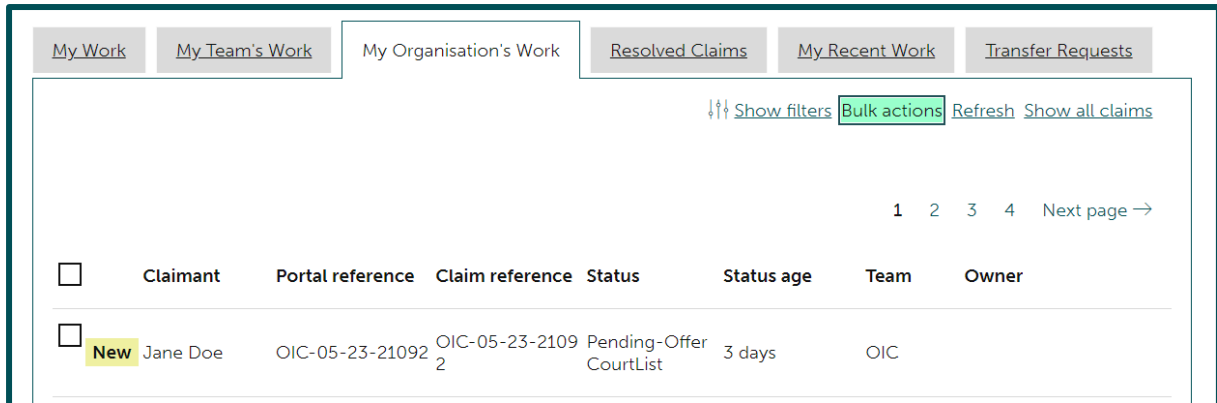 My Work My Team's Work My Organisation's Work Resolved Claims My Recent Work Transfer Requests
Show filters Bulk actions Refresh Show all claims
1 2 3 4 Next page →
Claimant Portal reference Claim reference Status Status age Team Owner
New Jane Doe OIC-05-23-21092 OIC-05-23-2109 Pending-Offer 3 days OIC
2 CourtList